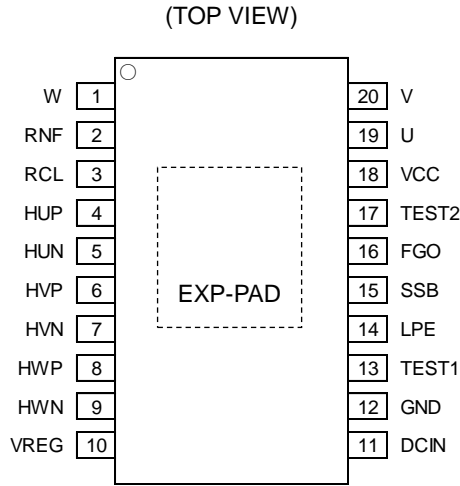 (TOP VIEW)
W 1 20 V
RNF 2 19 U
RCL 3 18 VCC
HUP 4 17 TEST2
HUN 5 16 FGO
HVP 6 15 SSB
EXP-PAD
HVN 7 14 LPE
HWP 8 13 TEST1
HWN 9 12 GND
VREG 10 11 DCIN